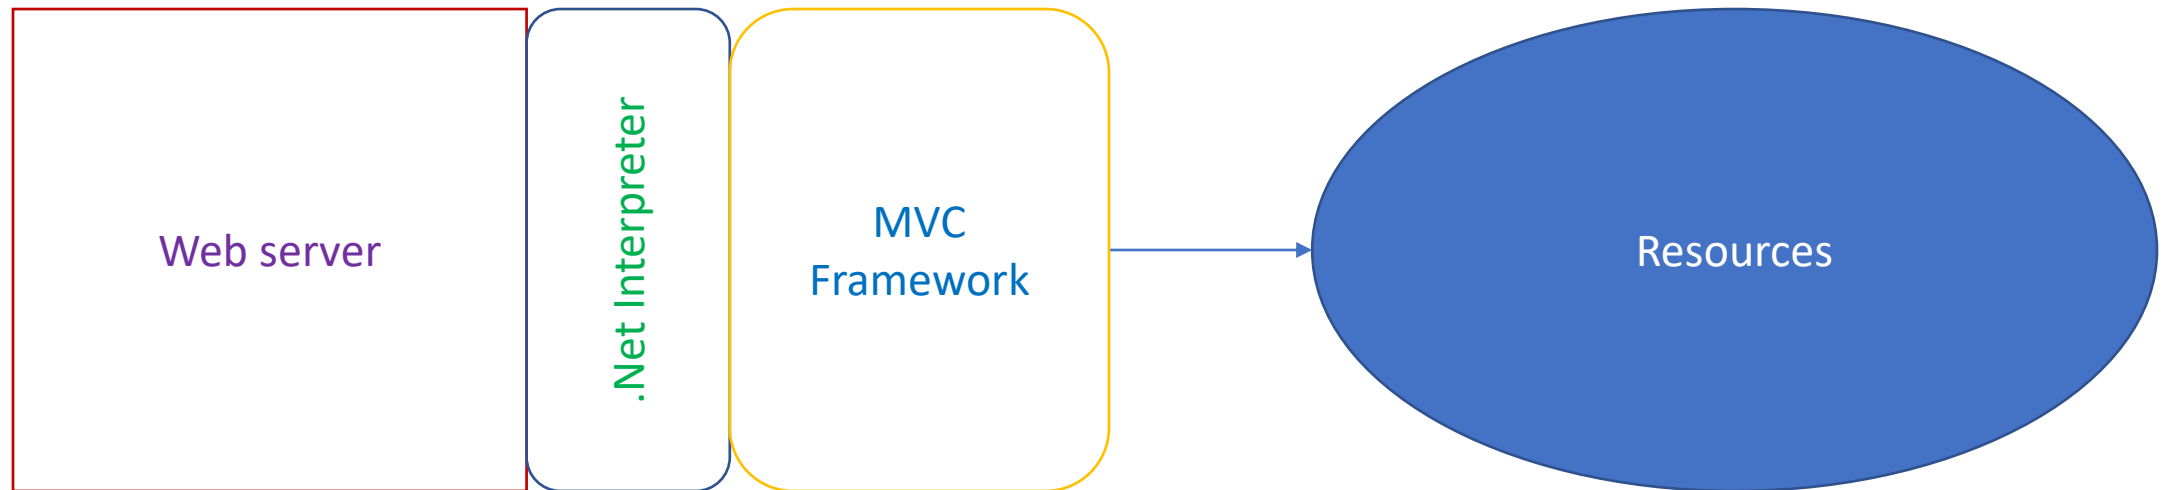 Web server
.Net Interpreter
MVC
Framework
Resources